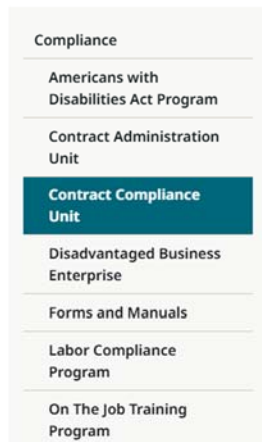 Compliance
Americans with
Disabilities Act Program
Contract Administration
Unit
Contract Compliance
Unit
Disadvantaged Business
Enterprise
Forms and Manuals
Labor Compliance
Program
On The Job Training
Program